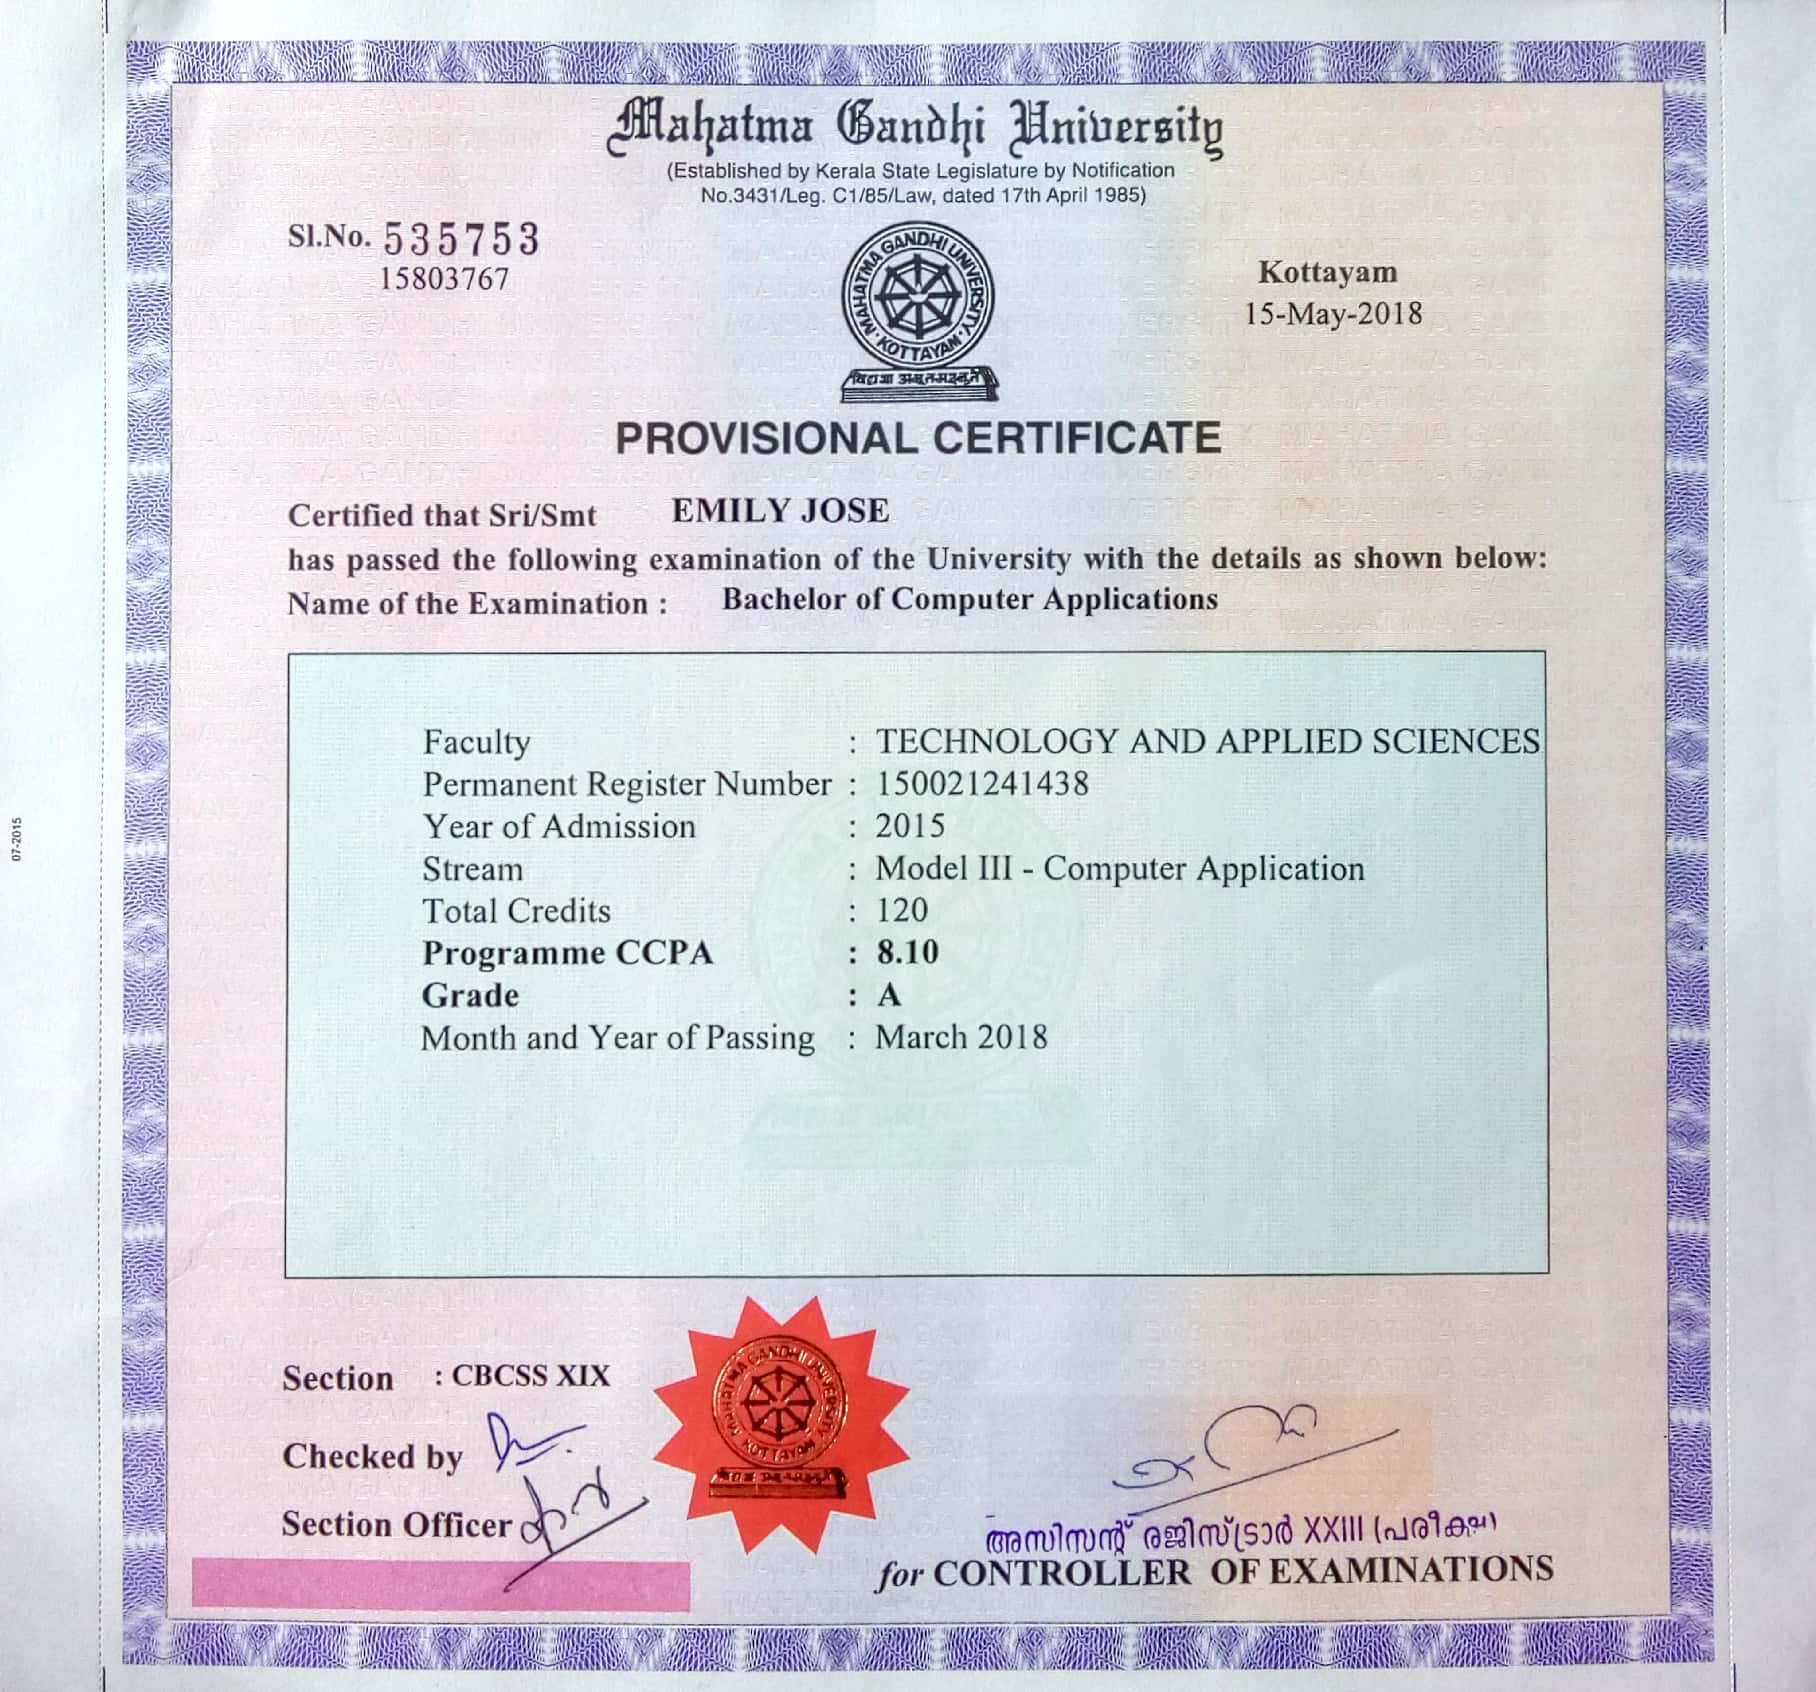 Mahatma Gandhi University
(Established by Kerala State Legislature by Notification
No.3431/Leg. C1/85/Law, dated 17th April 1985)
Sl.No. 535753
15803767
MAHATMA GANDHI UNIVERSITY
KOTTAYAM
Kottayam
15-May-2018
PROVISIONAL CERTIFICATE
Certified that Sri/Smt EMILY JOSE
has passed the following examination of the University with the details as shown below:
Name of the Examination : Bachelor of Computer Applications
Faculty : TECHNOLOGY AND APPLIED SCIENCES
Permanent Register Number : 150021241438
Year of Admission : 2015
Stream : Model III - Computer Application
Total Credits : 120
Programme CCPA : 8.10
Grade : A
Month and Year of Passing : March 2018
07-2015
Section : CBCSS XIX
Checked by
Section Officer
MAHATMA GANDHI UNIVERSITY
KOTTAYAM
അസിസന്റ് രജിസ്ട്രാർ XXIII (പരീക്ഷ)
for CONTROLLER OF EXAMINATIONS